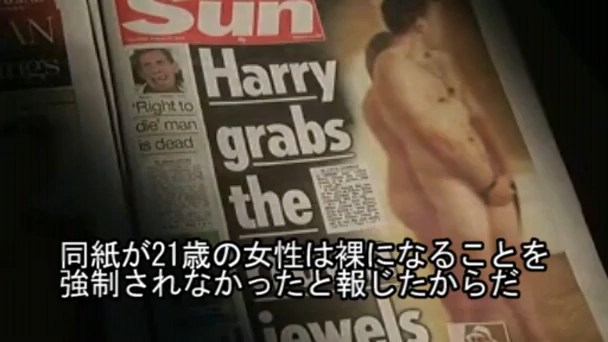 Sun
AN
ngs
'Right to
die' man
is dead
Harry
grabs
the
jewels
同紙が21歳の女性は裸になることを
強制されなかったと報じたからだ